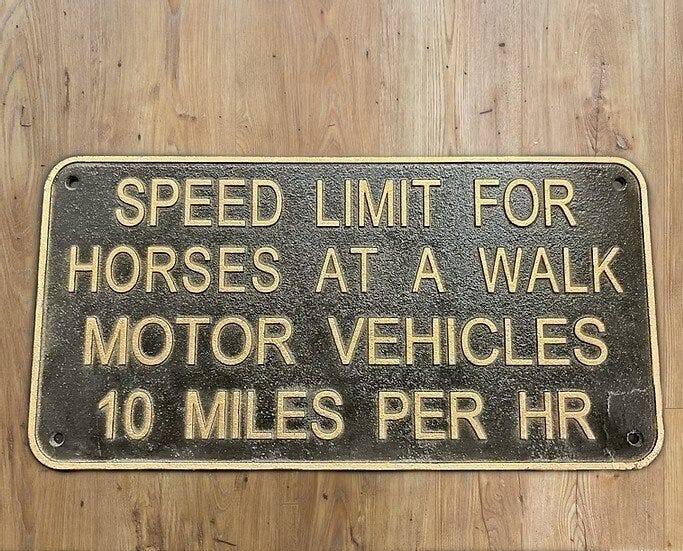 SPEED LIMIT FOR
HORSES AT A WALK
MOTOR VEHICLES
10 MILES PER HR